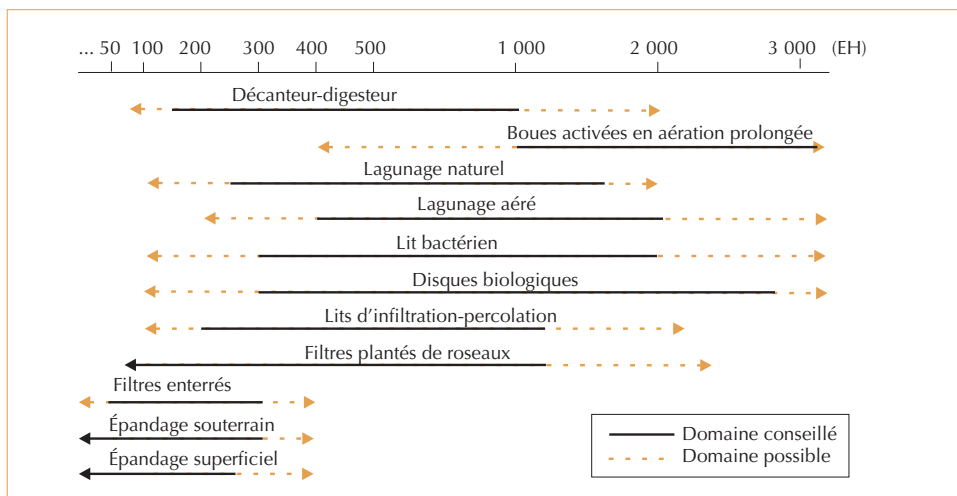 ... 50 100 200 300 400 500 1 000 2 000 3 000 (EH)
Décanteur-digesteur
Boues activées en aération prolongée
Lagunage naturel
Lagunage aéré
Lit bactérien
Disques biologiques
Lits d'infiltration-percolation
Filtres plantés de roseaux
Filtres enterrés
Épandage souterrain
Épandage superficiel
Domaine conseillé
Domaine possible